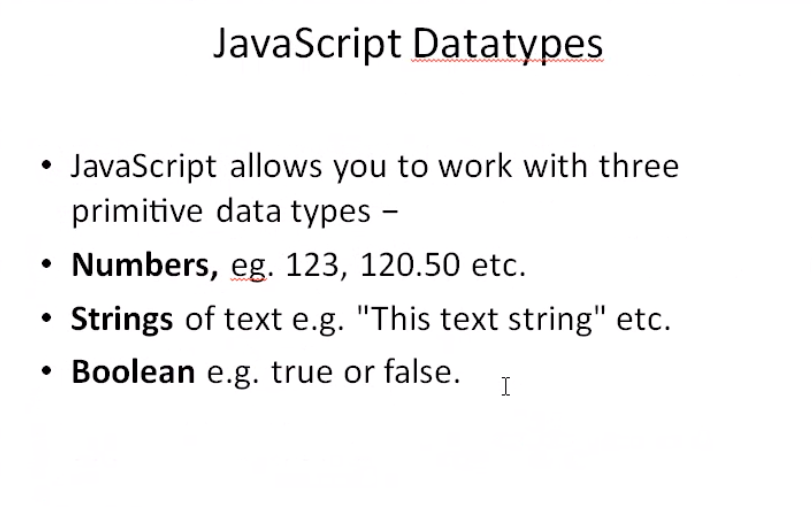 JavaScript Datatypes
• JavaScript allows you to work with three
primitive data types –
• Numbers, eg. 123, 120.50 etc.
• Strings of text e.g. "This text string" etc.
• Boolean e.g. true or false.